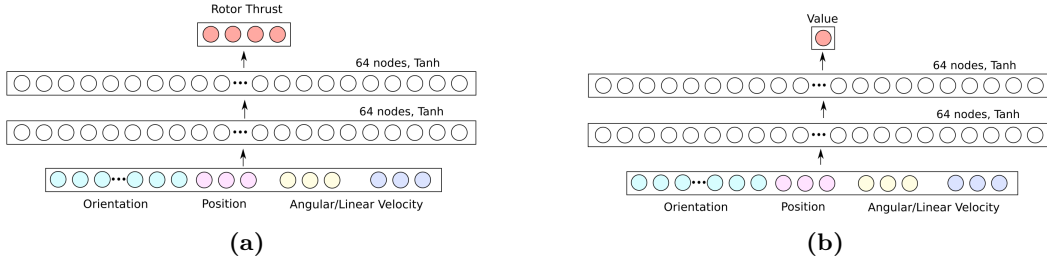 Rotor Thrust
64 nodes, Tanh
64 nodes, Tanh
Orientation Position Angular/Linear Velocity
(a)
Value
64 nodes, Tanh
64 nodes, Tanh
Orientation Position Angular/Linear Velocity
(b)